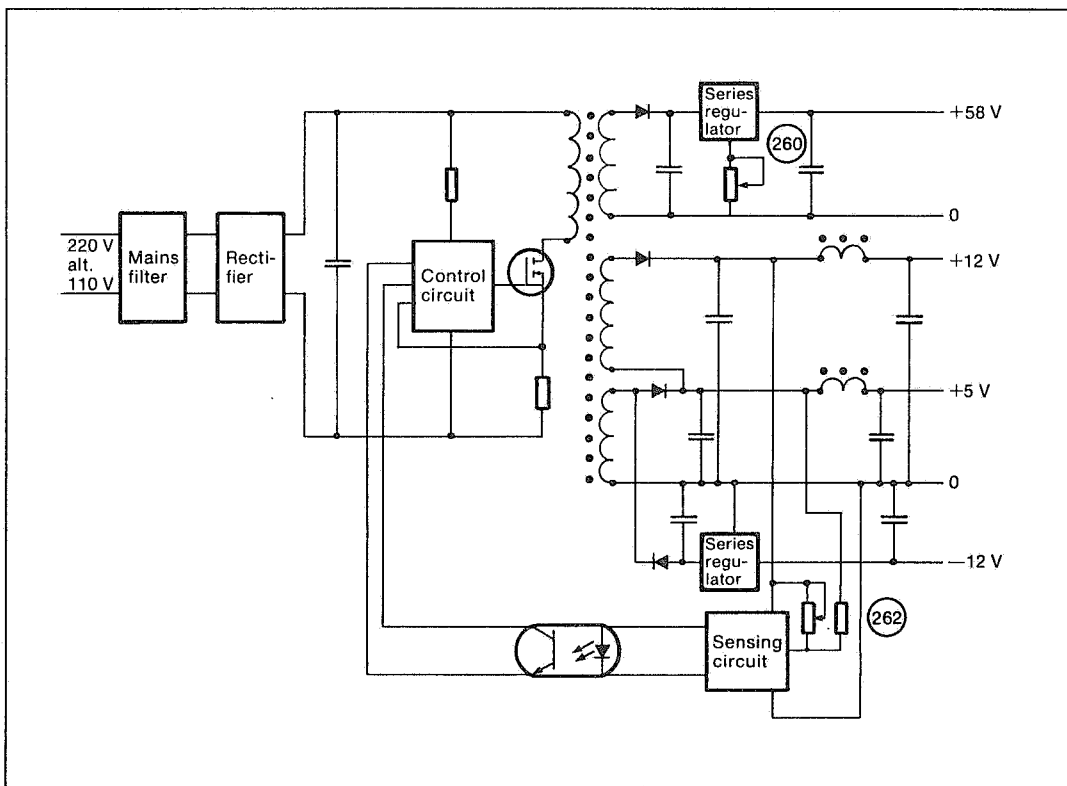 Series
regu-
lator
+58 V
260
0
220 V
alt.
110 V
Mains
filter
Recti-
fier
Control
circuit
+12 V
+5 V
0
Series
regu-
lator
—12 V
262
Sensing
circuit